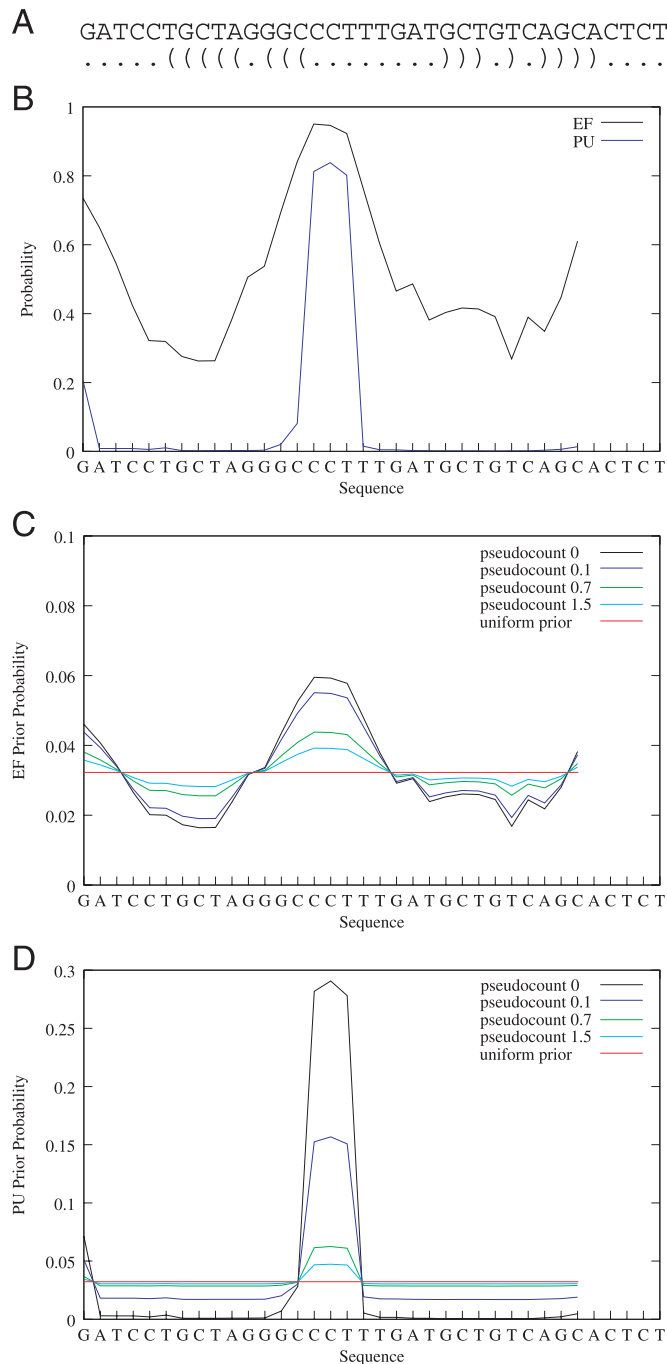 A
GATCCTGCTAGGGCCCTTTGATGCTGTCAGCACTCT
.....(((((.(((........))).).))))....
B
EF
PU
1
0.8
0.6
0.4
0.2
0
Probability
G A T C C T G C T A G G G C C C T T T G A T G C T G T C A G C A C T C T
Sequence
C
pseudocount 0
pseudocount 0.1
pseudocount 0.7
pseudocount 1.5
uniform prior
0.1
0.08
0.06
0.04
0.02
0
EF Prior Probability
G A T C C T G C T A G G G C C C T T T G A T G C T G T C A G C A C T C T
Sequence
D
pseudocount 0
pseudocount 0.1
pseudocount 0.7
pseudocount 1.5
uniform prior
0.3
0.25
0.2
0.15
0.1
0.05
0
PU Prior Probability
G A T C C T G C T A G G G C C C T T T G A T G C T G T C A G C A C T C T
Sequence